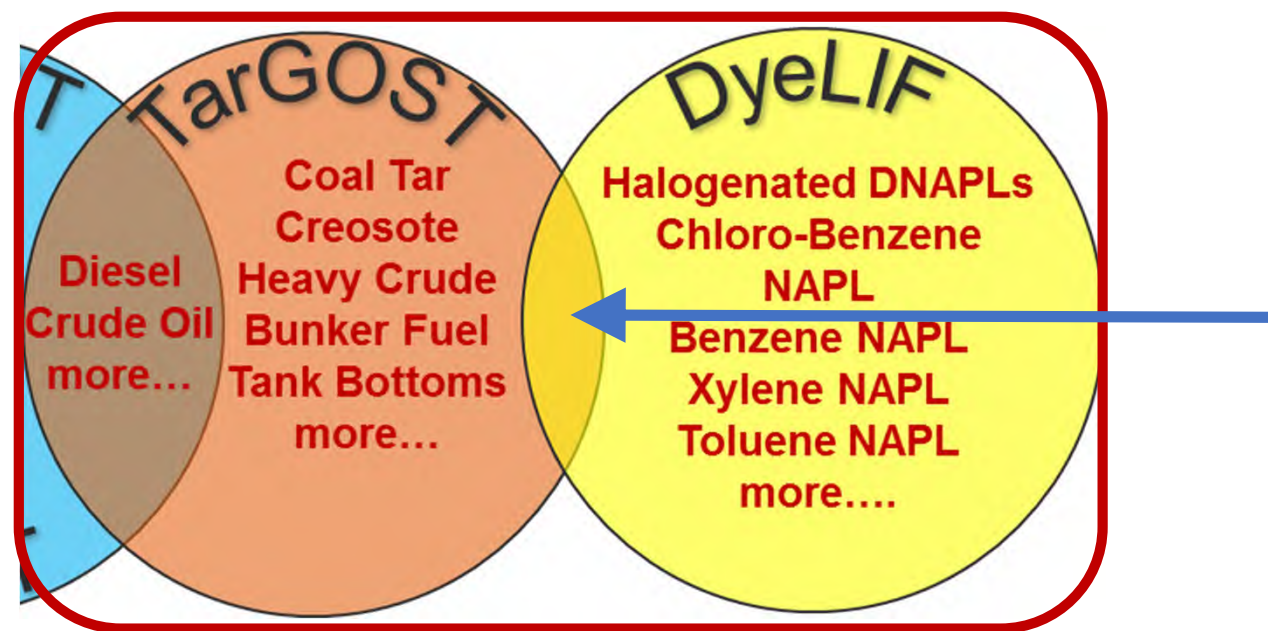 T
TarGOST
DyeLIF
Diesel
Crude Oil
more…
Coal Tar
Creosote
Heavy Crude
Bunker Fuel
Tank Bottoms
more…
Halogenated DNAPLs
Chloro-Benzene
NAPL
Benzene NAPL
Xylene NAPL
Toluene NAPL
more….